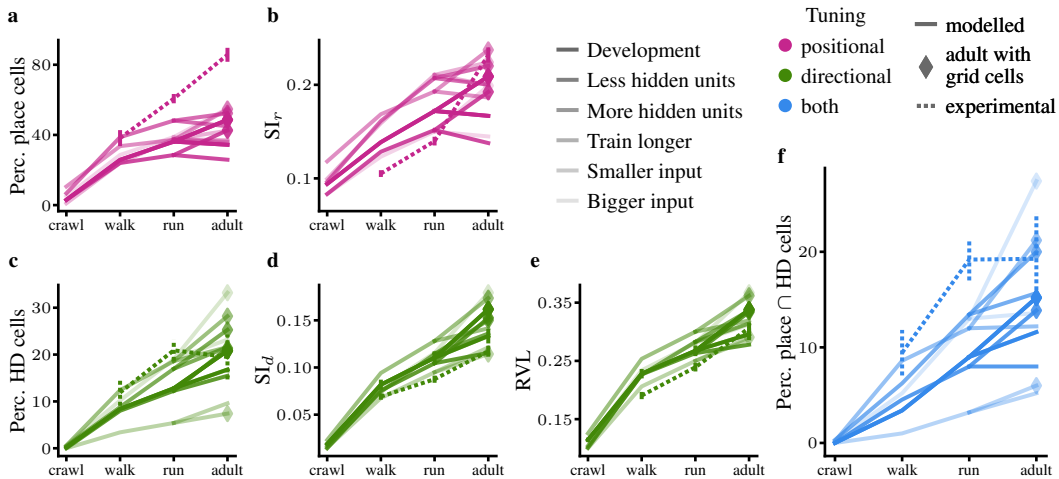 a
Perc. place cells
80
40
0
crawl
walk
run
adult
b
SIr
0.2
0.1
crawl
walk
run
adult
Development
Less hidden units
More hidden units
Train longer
Smaller input
Bigger input
Tuning
positional
directional
both
modelled
adult with
grid cells
experimental
c
Perc. HD cells
30
20
10
0
crawl
walk
run
adult
d
SId
0.15
0.10
0.05
crawl
walk
run
adult
e
RVL
0.35
0.25
0.15
crawl
walk
run
adult
f
Perc. place ∩ HD cells
20
10
0
crawl
walk
run
adult